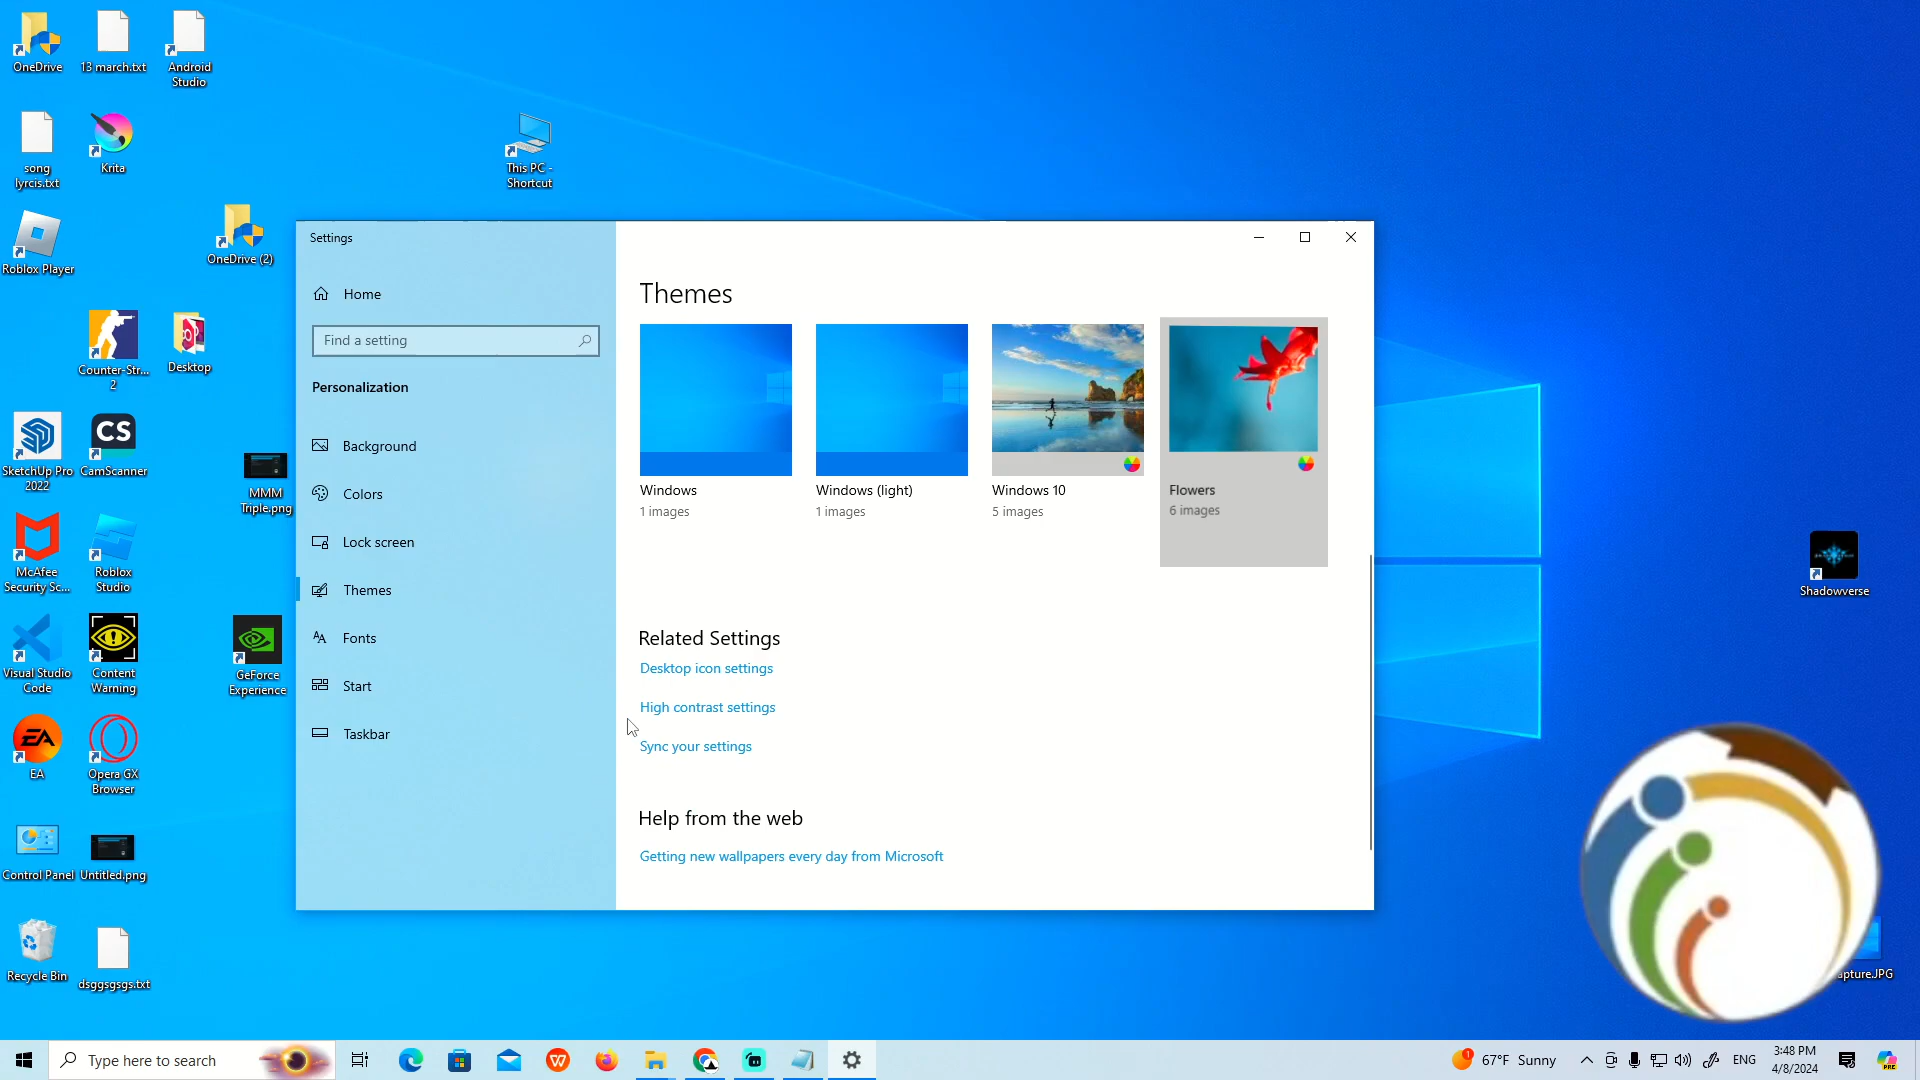 OneDrive
13 march.txt
Android
Studio
song
lyrcis.txt
Krita
This PC -
Shortcut
Roblox Player
OneDrive (2)
Counter-Str...
2
Desktop
SketchUp Pro
2022
CS
CamScanner
MMM
Triple.png
McAfee
Security Sc...
Roblox
Studio
Visual Studio
Code
Content
Warning
GeForce
Experience
EA
EA
Opera GX
Browser
Control Panel
Untitled.png
Recycle Bin
dsggsgsgs.txt
Settings
Home
Find a setting
Personalization
Background
Colors
Lock screen
Themes
Fonts
Start
Taskbar
Themes
Windows
1 images
Windows (light)
1 images
Windows 10
5 images
Flowers
6 images
Related Settings
Desktop icon settings
High contrast settings
Sync your settings
Help from the web
Getting new wallpapers every day from Microsoft
Shadowverse
apture.JPG
Type here to search
1
67°F Sunny
ENG
3:48 PM
4/8/2024
PRE